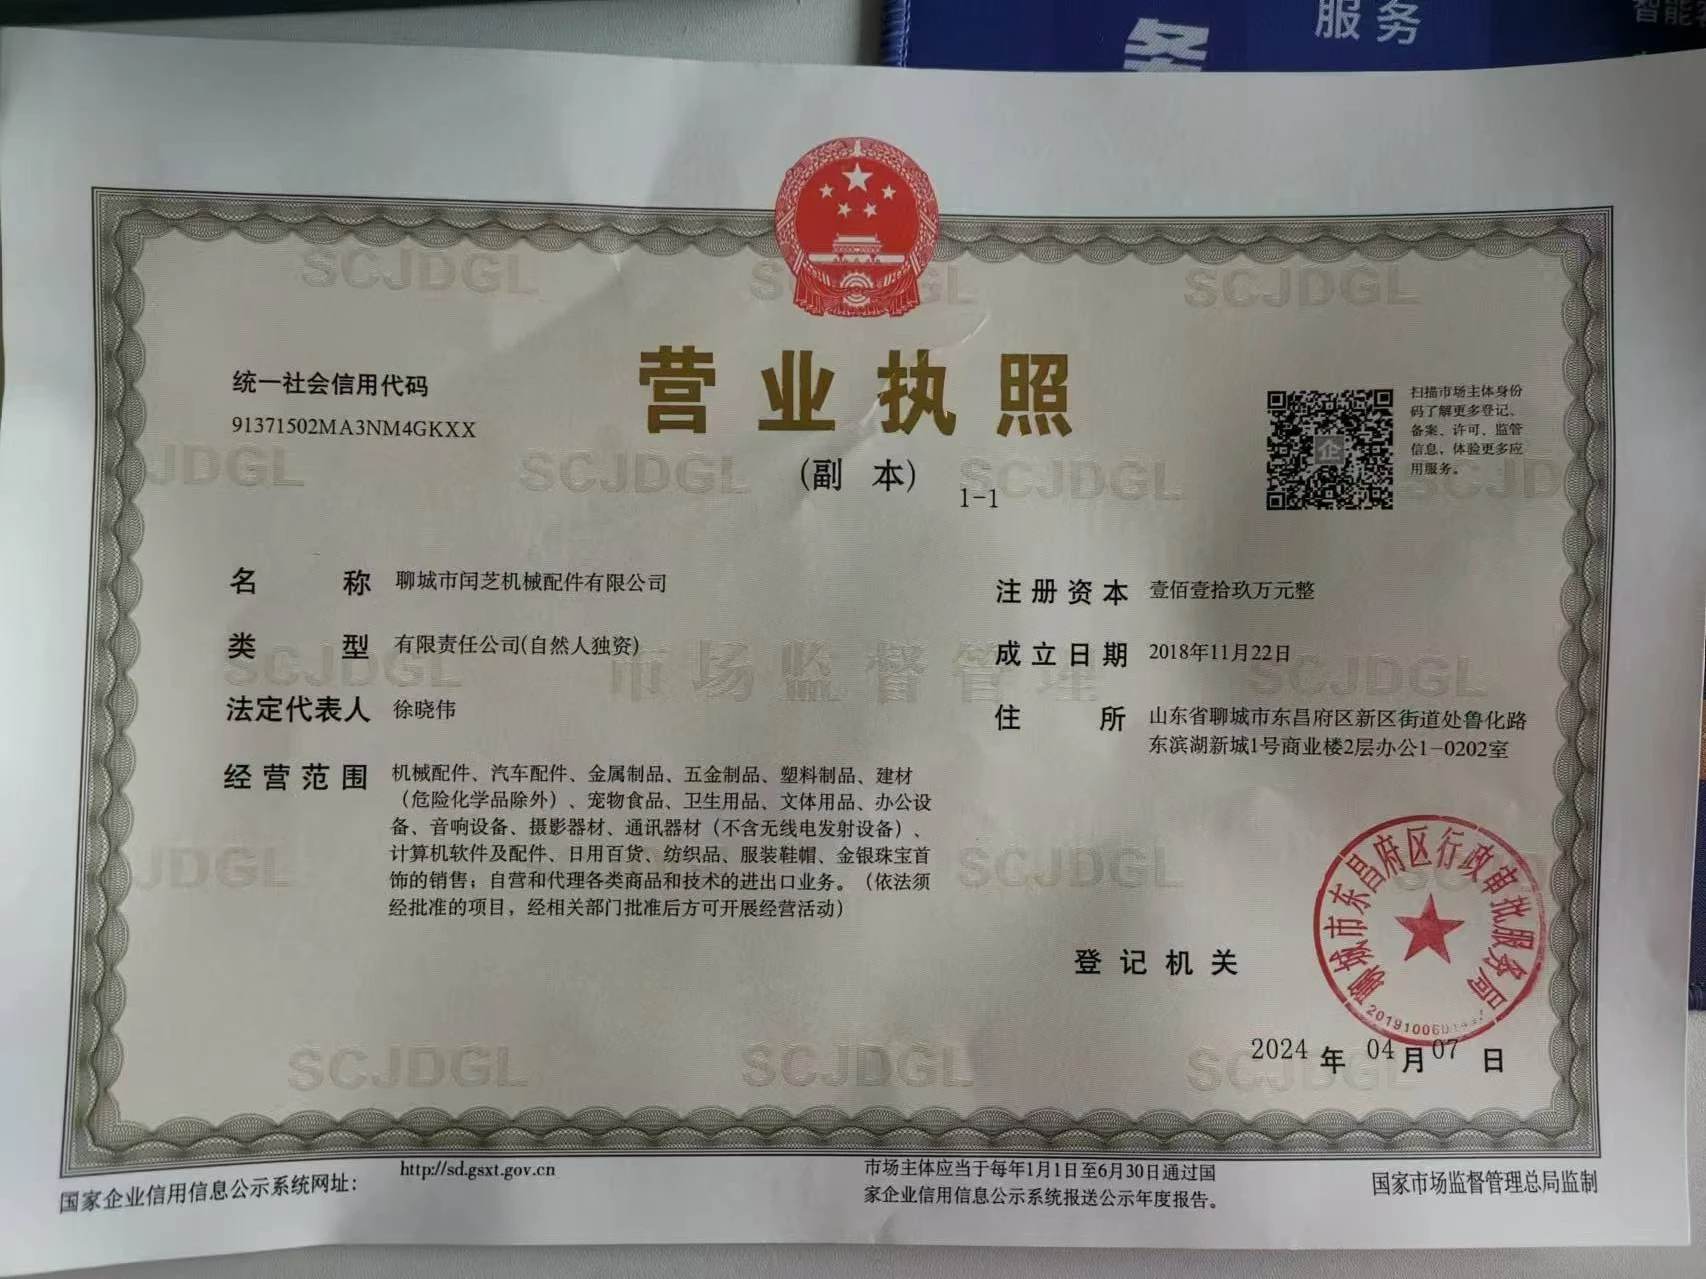 服务
务
智能
营业执照
(副 本)
1-1
统一社会信用代码
91371502MA3NM4GKXX
扫描市场主体身份
码了解更多登记、
备案、许可、监管
信息,体验更多应
用服务。
企
名 称 聊城市闰芝机械配件有限公司
类 型 有限责任公司(自然人独资)
法定代表人 徐晓伟
经营范围 机械配件、汽车配件、金属制品、五金制品、塑料制品、建材
(危险化学品除外)、宠物食品、卫生用品、文体用品、办公设
备、音响设备、摄影器材、通讯器材(不含无线电发射设备)、
计算机软件及配件、日用百货、纺织品、服装鞋帽、金银珠宝首
饰的销售;自营和代理各类商品和技术的进出口业务。(依法须
经批准的项目,经相关部门批准后方可开展经营活动)
注册资本 壹佰壹拾玖万元整
成立日期 2018年11月22日
住 所 山东省聊城市东昌府区新区街道处鲁化路
东滨湖新城1号商业楼2层办公1-0202室
登记机关
聊城市东昌府区行政审批服务局
2024 年 04 月 07 日
SCJDGL
市场监督管理
国家企业信用信息公示系统网址:
http://sd.gsxt.gov.cn
市场主体应当于每年1月1日至6月30日通过国
家企业信用信息公示系统报送公示年度报告。
国家市场监督管理总局监制